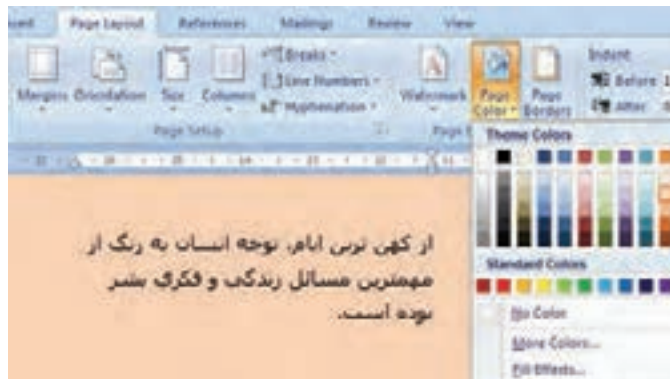 Page Layout References Mailings Review View
Margins Orientation Size Columns
Breaks
Line Numbers
Hyphenation
Watermark Page Color Page Borders
Indent
Before
After
Page Setup
Theme Colors
از کهن ترین ایام، توجه انسان به رنگ از
مهمترین مسائل زندگی و فکری بشر
بوده است.
Standard Colors
No Color
More Colors...
Fill Effects...